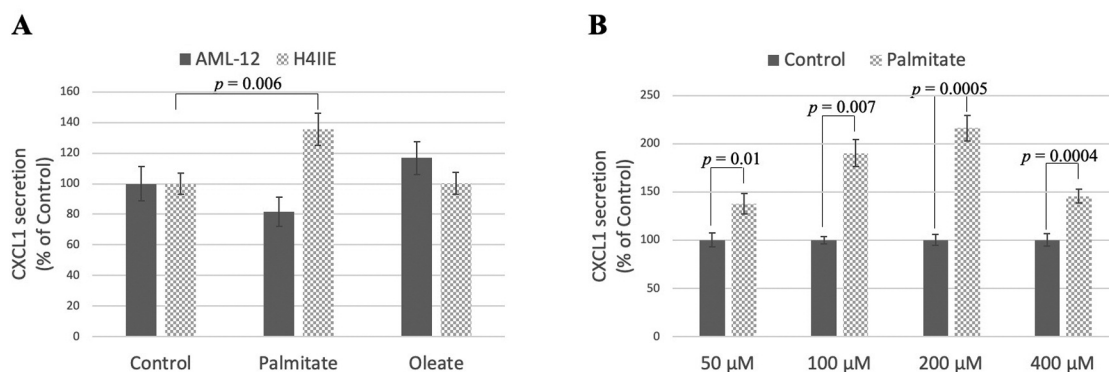 A
AML-12 H4IIE
p = 0.006
160
140
120
100
80
60
40
20
0
CXCL1 secretion
(% of Control)
Control Palmitate Oleate
B
Control Palmitate
p = 0.01
p = 0.007
p = 0.0005
p = 0.0004
250
200
150
100
50
0
CXCL1 secretion
(% of Control)
50 µM 100 µM 200 µM 400 µM